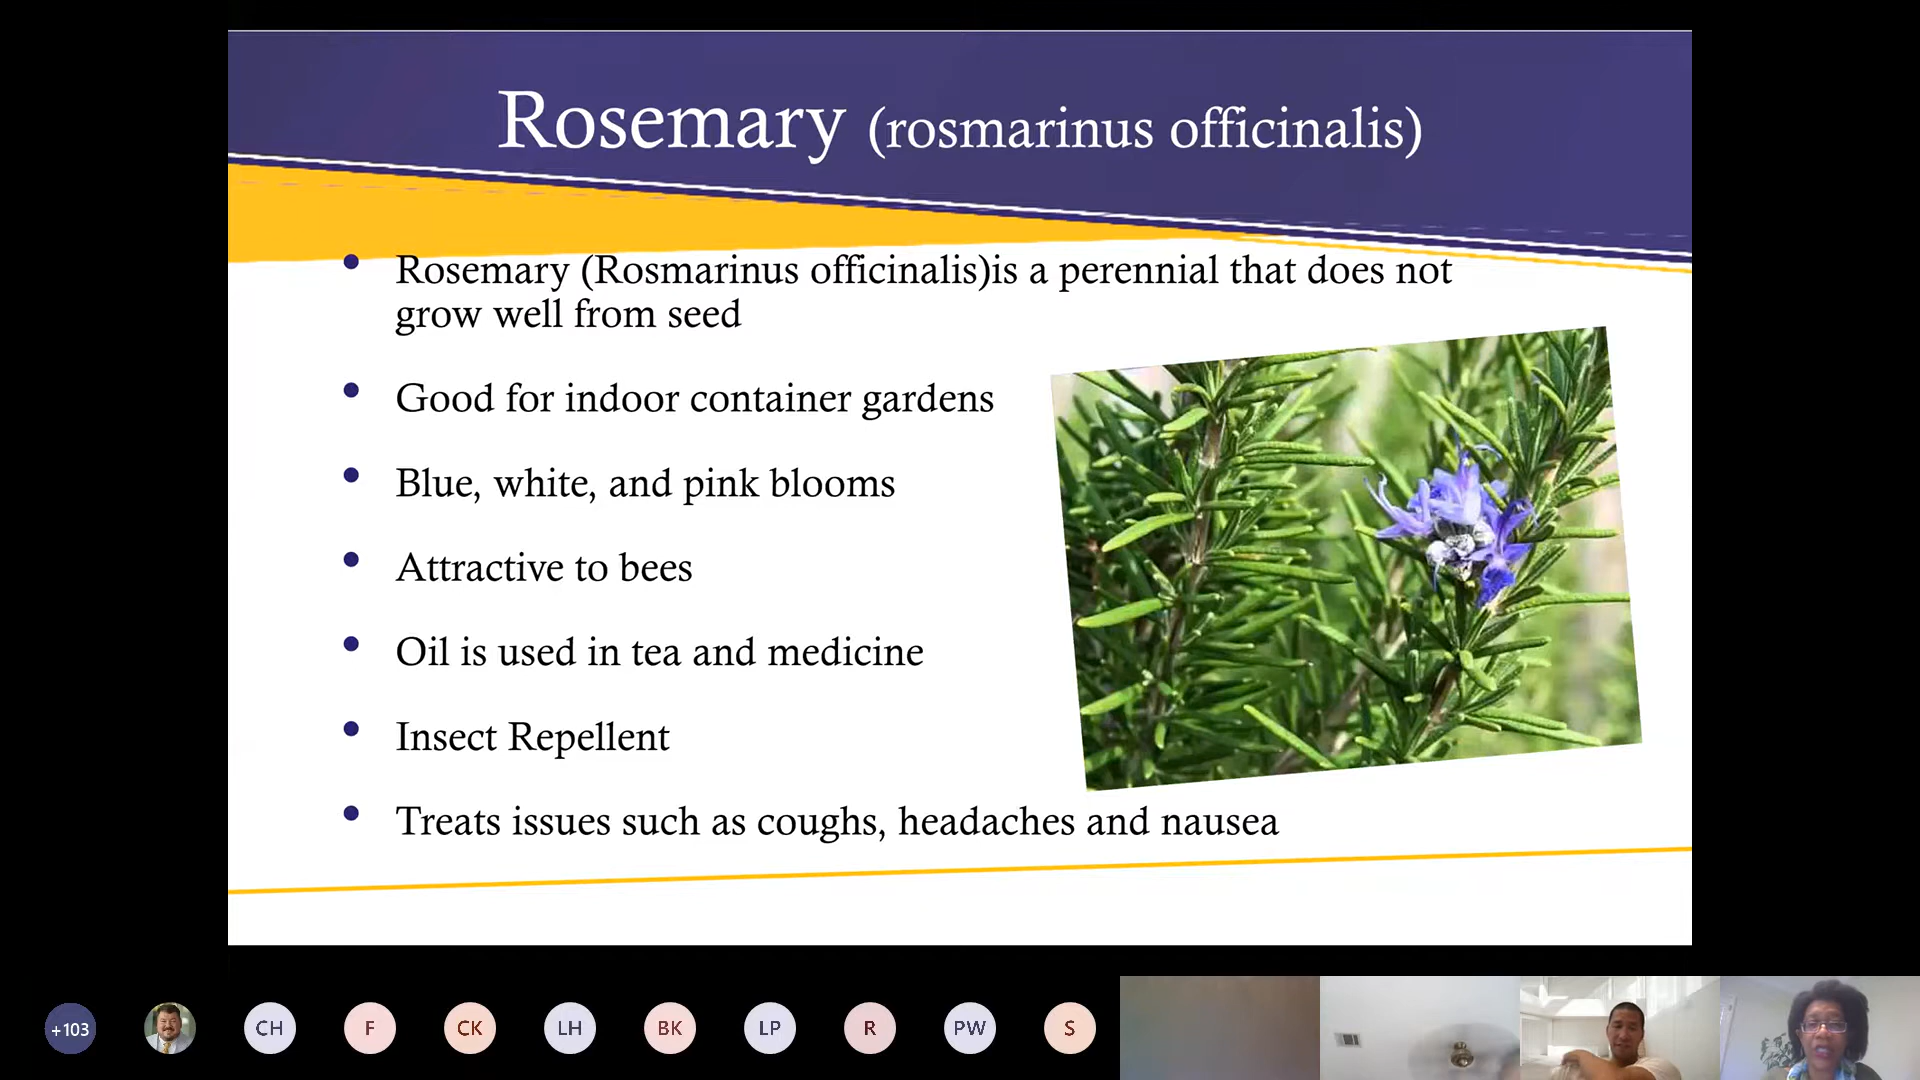 Rosemary (rosmarinus officinalis)
• Rosemary (Rosmarinus officinalis)is a perennial that does not
grow well from seed
• Good for indoor container gardens
• Blue, white, and pink blooms
• Attractive to bees
• Oil is used in tea and medicine
• Insect Repellent
• Treats issues such as coughs, headaches and nausea
+103 CH F CK LH BK LP R PW S